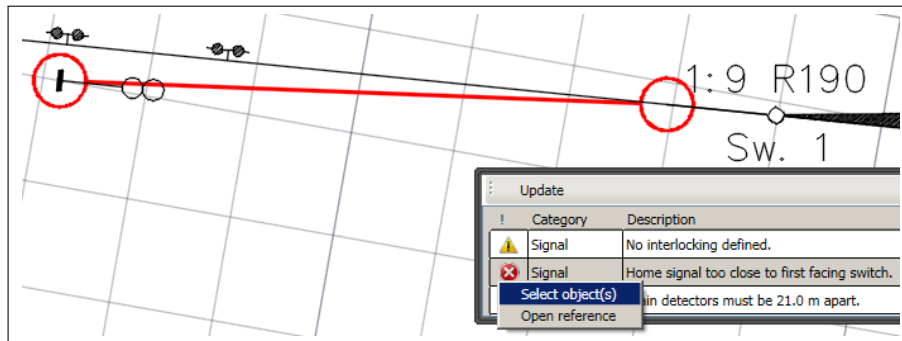 1:9 R190
Sw. 1
Update
! Category Description
Signal No interlocking defined.
Signal Home signal too close to first facing switch.
Select object(s)
detectors must be 21.0 m apart.
Open reference